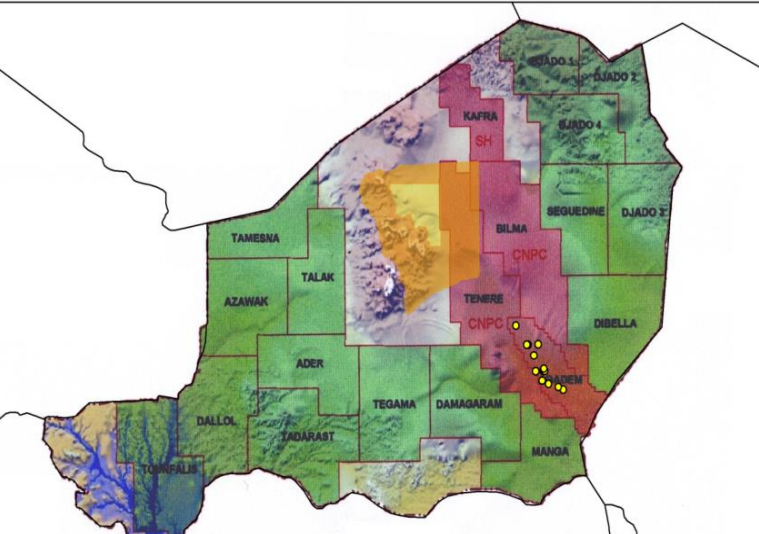 DJADO 1
DJADO 2
KAFRA
SH
DJADO 4
TAMESNA
SEGUEDINE
DJADO 3
BILMA
CNPC
TALAK
AZAWAK
TENERE
CNPC
DIBELLA
ADER
AGADEM
DALLOL
TEGAMA
DAMAGARAM
TADARAST
MANGA
TOUNFALIS